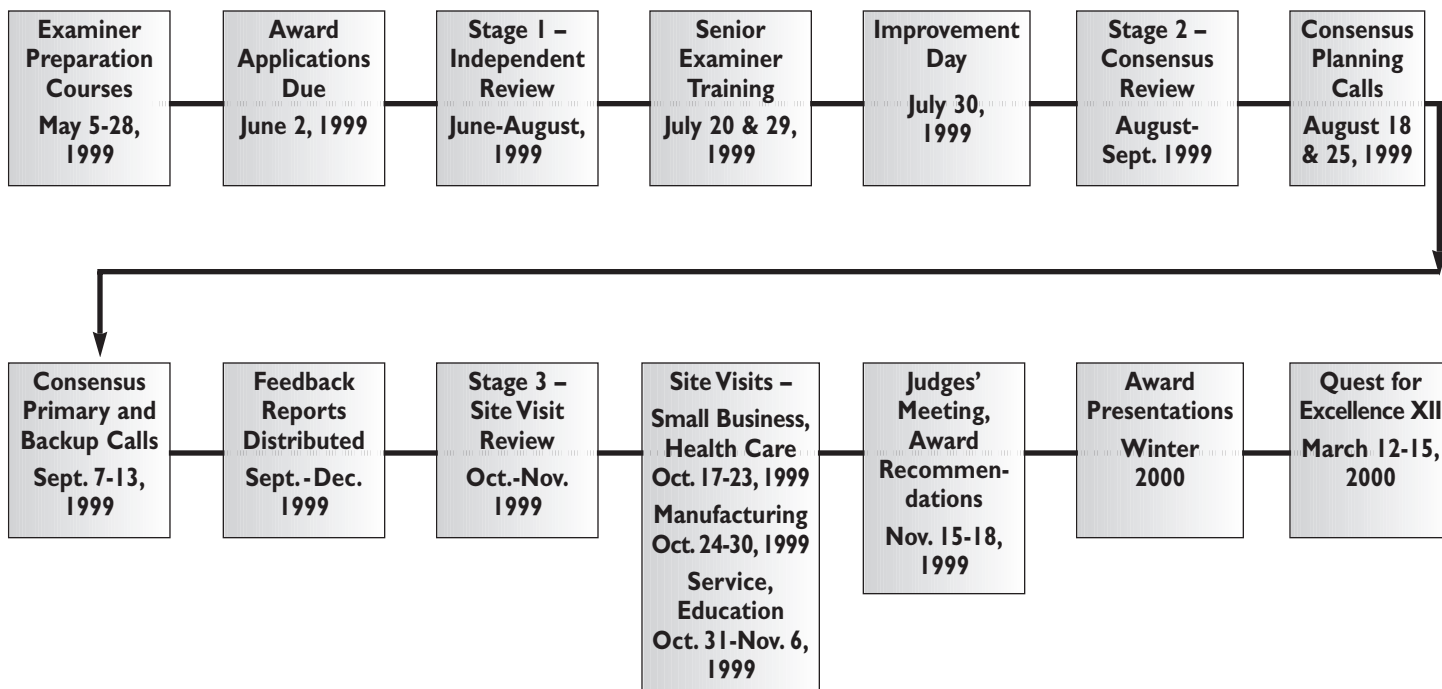 Examiner
Preparation
Courses
May 5-28,
1999
Award
Applications
Due
June 2, 1999
Stage 1 –
Independent
Review
June-August,
1999
Senior
Examiner
Training
July 20 & 29,
1999
Improvement
Day
July 30,
1999
Stage 2 –
Consensus
Review
August-
Sept. 1999
Consensus
Planning
Calls
August 18
& 25, 1999
Consensus
Primary and
Backup Calls
Sept. 7-13,
1999
Feedback
Reports
Distributed
Sept. - Dec.
1999
Stage 3 –
Site Visit
Review
Oct.-Nov.
1999
Site Visits –
Small Business,
Health Care
Oct. 17-23, 1999
Manufacturing
Oct. 24-30, 1999
Service,
Education
Oct. 31-Nov. 6,
1999
Judges’
Meeting,
Award
Recommen-
dations
Nov. 15-18,
1999
Award
Presentations
Winter
2000
Quest for
Excellence XII
March 12-15,
2000